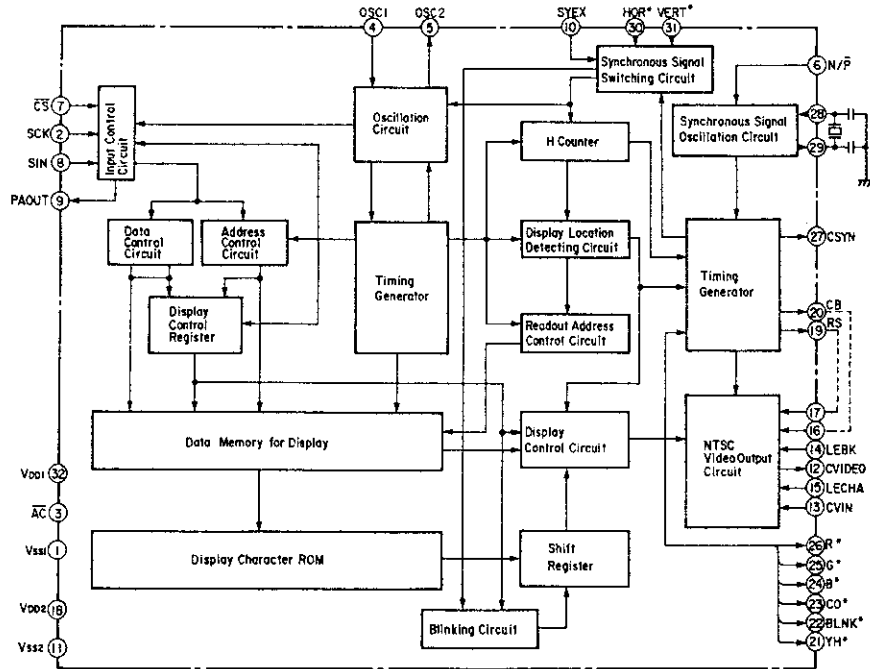 OSC1 OSC2 SYEX HOR* VERT*
4 5 10 30 31
6 N/P̅
Synchronous Signal
Switching Circuit
C̅S̅ 7
SCK 2
SIN 8
PAOUT 9
Input Control
Circuit
Oscillation
Circuit
H Counter
Synchronous Signal
Oscillation Circuit
28
29
Data
Control
Circuit
Address
Control
Circuit
Timing
Generator
Display Location
Detecting Circuit
Timing
Generator
27 CSYN
Display
Control
Register
Readout Address
Control Circuit
20 CB
19 RS
Data Memory for Display
Display
Control Circuit
NTSC
Video Output
Circuit
17
16
14 LEBK
12 CVIDEO
15 LECHA
13 CVIN
VDD1 32
A̅C̅ 3
VSS1 1
VDD2 18
VSS2 11
Display Character ROM
Shift
Register
Blinking Circuit
26 R*
25 G*
24 B*
23 CO*
22 BLNK*
21 YH*